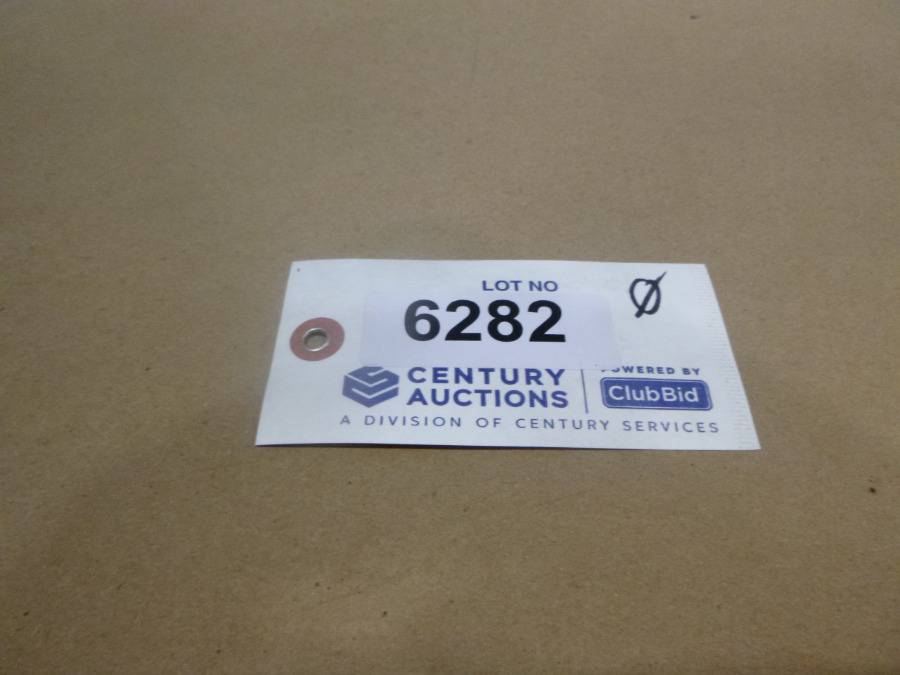 LOT NO
6282
Ø
CENTURY
AUCTIONS
POWERED BY
ClubBid
A DIVISION OF CENTURY SERVICES